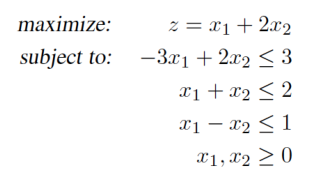 maximize: z = x₁ + 2x₂
subject to: −3x₁ + 2x₂ ≤ 3
x₁ + x₂ ≤ 2
x₁ − x₂ ≤ 1
x₁, x₂ ≥ 0